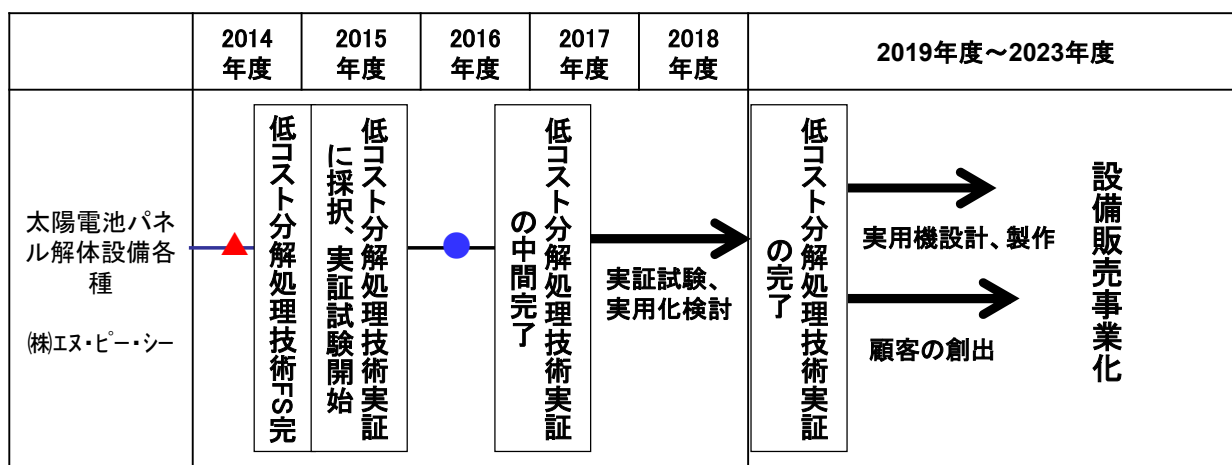 2014
年度
2015
年度
2016
年度
2017
年度
2018
年度
2019年度～2023年度
太陽電池パネ
ル解体設備各
種
㈱エヌ・ピー・シー
低コスト分解処理技術FS完
低コスト分解処理技術実証
に採択、実証試験開始
低コスト分解処理技術実証
の中間完了
実証試験、
実用化検討
低コスト分解処理技術実証
の完了
実用機設計、製作
顧客の創出
設備販売事業化